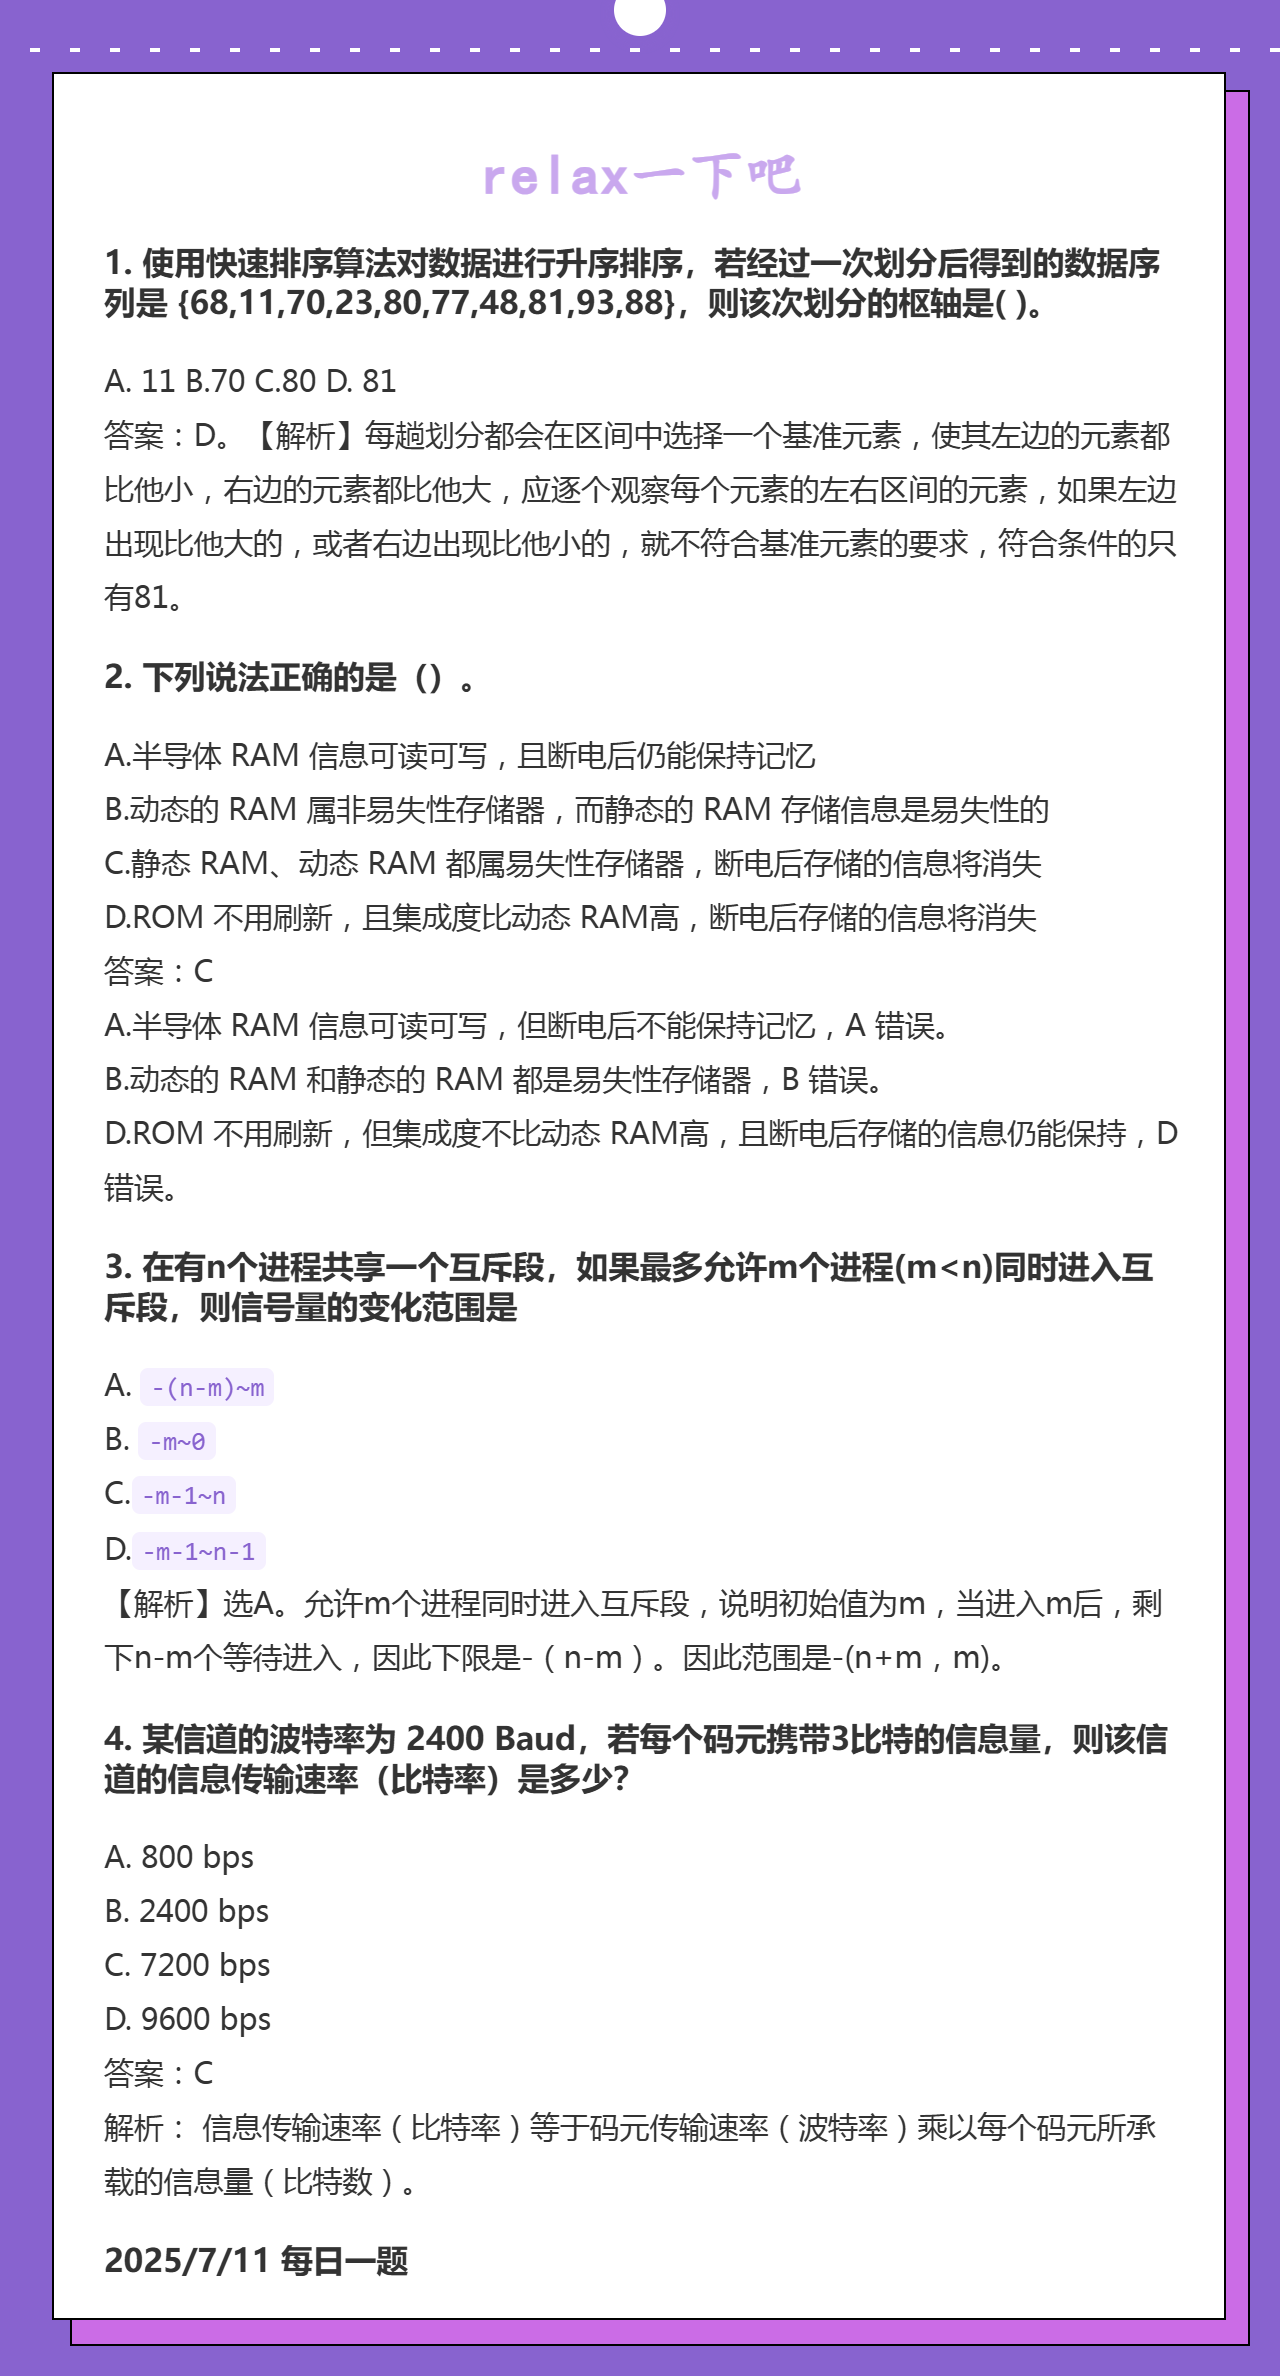 relax一下吧
1. 使用快速排序算法对数据进行升序排序，若经过一次划分后得到的数据序
列是 {68,11,70,23,80,77,48,81,93,88}，则该次划分的枢轴是( )。
A. 11 B.70 C.80 D. 81
答案：D。【解析】每趟划分都会在区间中选择一个基准元素，使其左边的元素都
比他小，右边的元素都比他大，应逐个观察每个元素的左右区间的元素，如果左边
出现比他大的，或者右边出现比他小的，就不符合基准元素的要求，符合条件的只
有81。
2. 下列说法正确的是（）。
A.半导体 RAM 信息可读可写，且断电后仍能保持记忆
B.动态的 RAM 属非易失性存储器，而静态的 RAM 存储信息是易失性的
C.静态 RAM、动态 RAM 都属易失性存储器，断电后存储的信息将消失
D.ROM 不用刷新，且集成度比动态 RAM高，断电后存储的信息将消失
答案：C
A.半导体 RAM 信息可读可写，但断电后不能保持记忆，A 错误。
B.动态的 RAM 和静态的 RAM 都是易失性存储器，B 错误。
D.ROM 不用刷新，但集成度不比动态 RAM高，且断电后存储的信息仍能保持，D
错误。
3. 在有n个进程共享一个互斥段，如果最多允许m个进程(m<n)同时进入互
斥段，则信号量的变化范围是
A. -(n-m)~m
B. -m~0
C. -m-1~n
D. -m-1~n-1
【解析】选A。允许m个进程同时进入互斥段，说明初始值为m，当进入m后，剩
下n-m个等待进入，因此下限是-（n-m）。因此范围是-(n+m，m)。
4. 某信道的波特率为 2400 Baud，若每个码元携带3比特的信息量，则该信
道的信息传输速率（比特率）是多少？
A. 800 bps
B. 2400 bps
C. 7200 bps
D. 9600 bps
答案：C
解析： 信息传输速率（比特率）等于码元传输速率（波特率）乘以每个码元所承
载的信息量（比特数）。
2025/7/11 每日一题